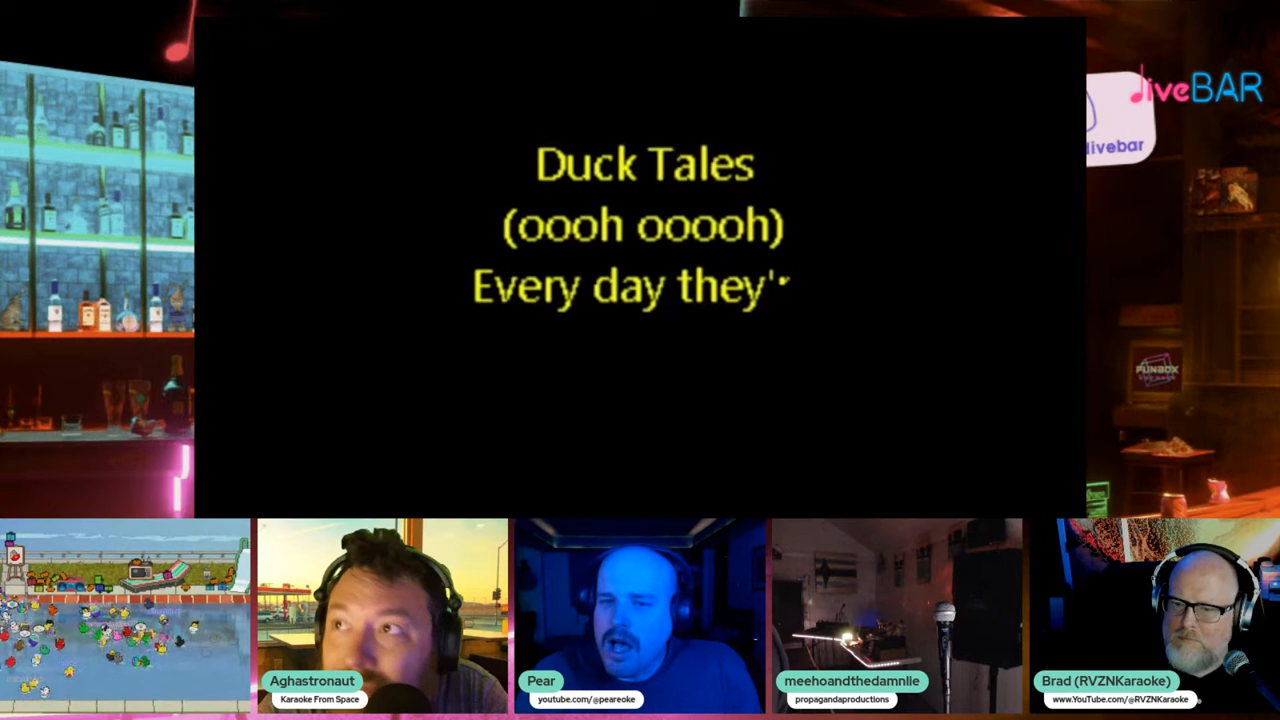 diveBAR
livebar
Duck Tales
(oooh ooooh)
Every day they'r
FUNBOX
Aghastronaut
Karaoke From Space
Pear
youtube.com/@peareoke
meehoandthedamnlie
propagandaproductions
Brad (RVZNKaraoke)
www.YouTube.com/@RVZNKaraoke